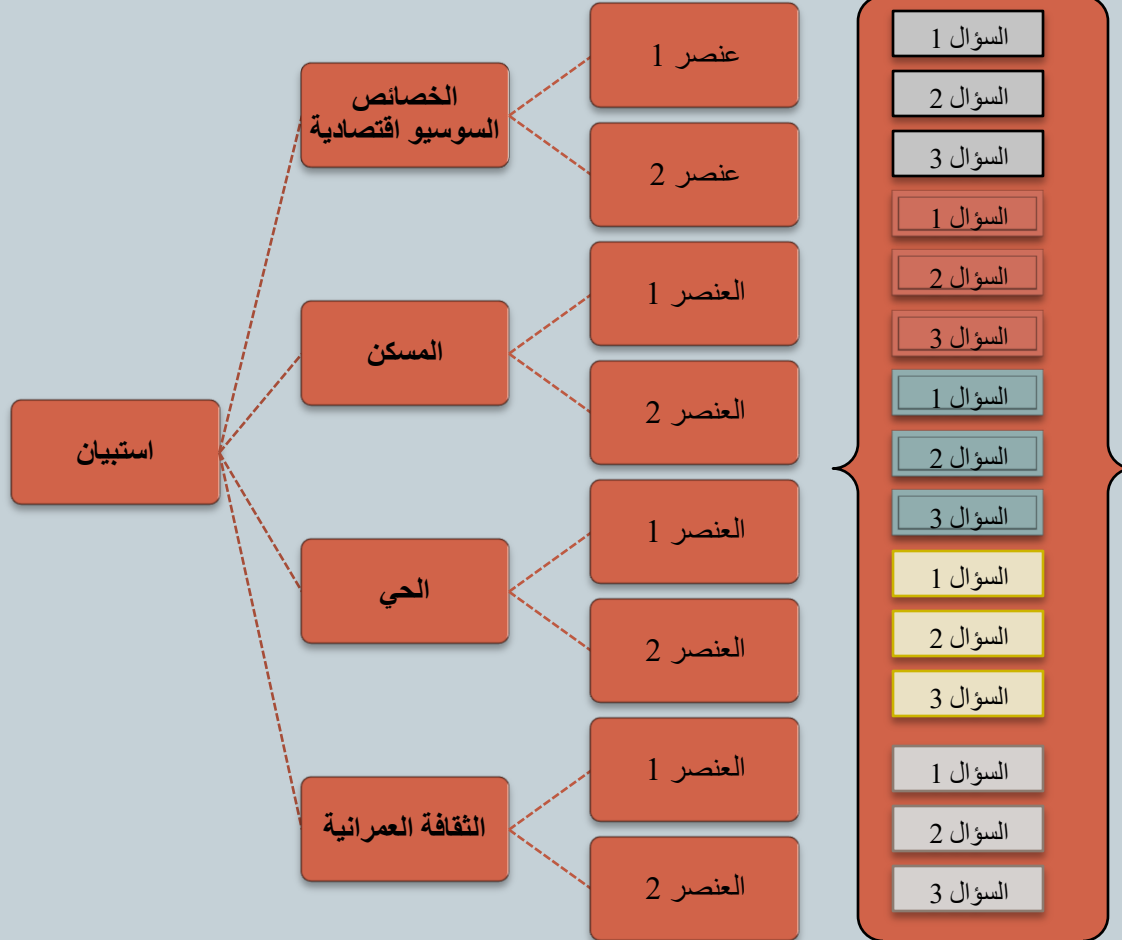 استبيان
الخصائص
السوسيو اقتصادية
عنصر 1
عنصر 2
المسكن
العنصر 1
العنصر 2
الحي
العنصر 1
العنصر 2
الثقافة العمرانية
العنصر 1
العنصر 2
السؤال 1
السؤال 2
السؤال 3
السؤال 1
السؤال 2
السؤال 3
السؤال 1
السؤال 2
السؤال 3
السؤال 1
السؤال 2
السؤال 3
السؤال 1
السؤال 2
السؤال 3